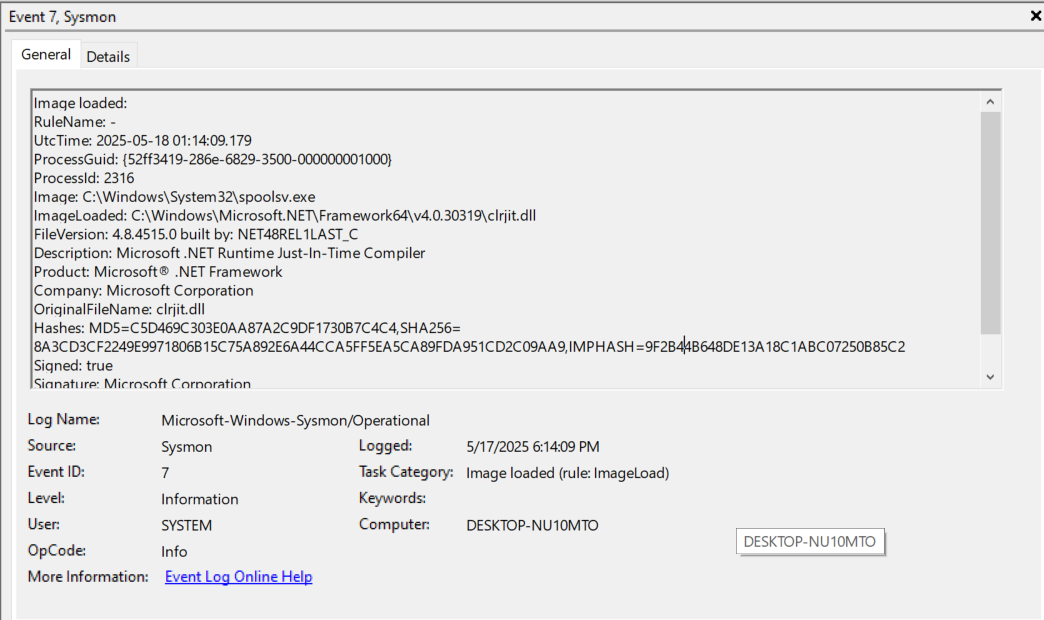 Event 7, Sysmon
General
Details
Image loaded:
RuleName: -
UtcTime: 2025-05-18 01:14:09.179
ProcessGuid: {52ff3419-286e-6829-3500-000000001000}
ProcessId: 2316
Image: C:\Windows\System32\spoolsv.exe
ImageLoaded: C:\Windows\Microsoft.NET\Framework64\v4.0.30319\clrjit.dll
FileVersion: 4.8.4515.0 built by: NET48REL1LAST_C
Description: Microsoft .NET Runtime Just-In-Time Compiler
Product: Microsoft® .NET Framework
Company: Microsoft Corporation
OriginalFileName: clrjit.dll
Hashes: MD5=C5D469C303E0AA87A2C9DF1730B7C4C4,SHA256=
8A3CD3CF2249E9971806B15C75A892E6A44CCA5FF5EA5CA89FDA951CD2C09AA9,IMPHASH=9F2B44B648DE13A18C1ABC07250B85C2
Signed: true
Signature: Microsoft Corporation
Log Name: Microsoft-Windows-Sysmon/Operational
Source: Sysmon Logged: 5/17/2025 6:14:09 PM
Event ID: 7 Task Category: Image loaded (rule: ImageLoad)
Level: Information Keywords:
User: SYSTEM Computer: DESKTOP-NU10MTO
DESKTOP-NU10MTO
OpCode: Info
More Information: Event Log Online Help